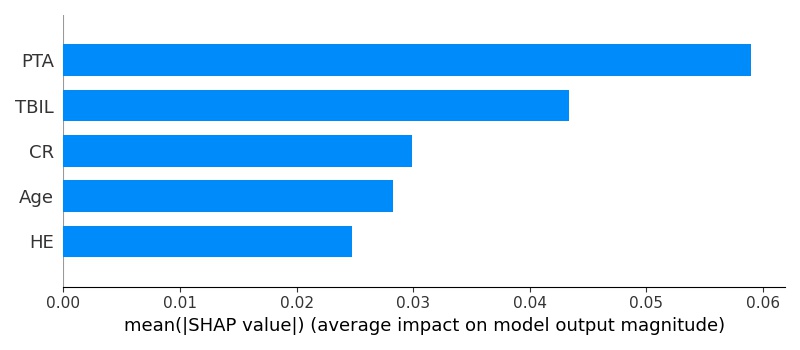 PTA
TBIL
CR
Age
HE
0.00 0.01 0.02 0.03 0.04 0.05 0.06
mean(|SHAP value|) (average impact on model output magnitude)